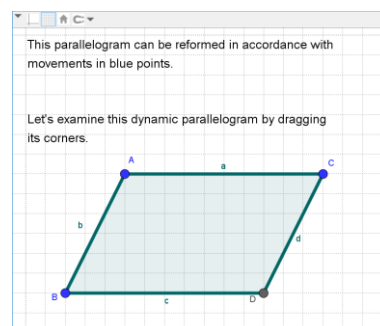 This parallelogram can be reformed in accordance with
movements in blue points.
Let's examine this dynamic parallelogram by dragging
its corners.
A
C
a
b
d
B
c
D